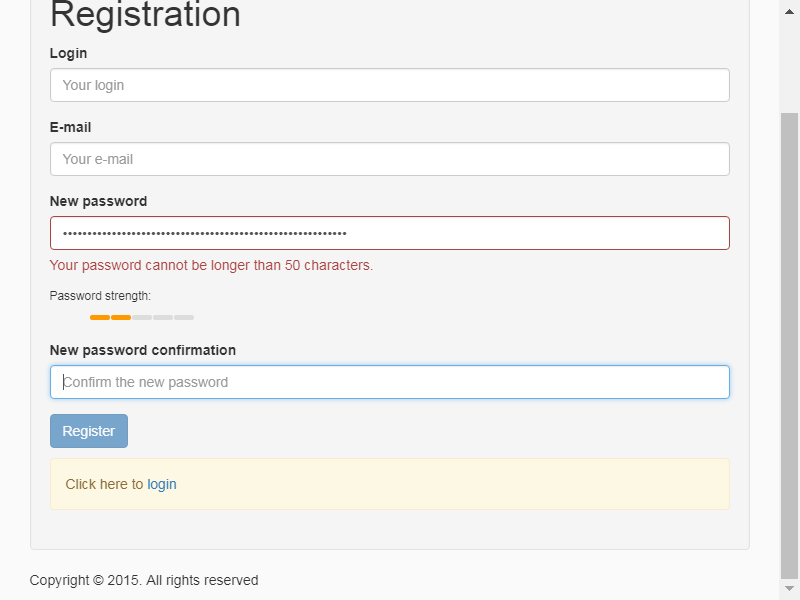 Registration
Login
Your login
E-mail
Your e-mail
New password
Your password cannot be longer than 50 characters.
Password strength:
New password confirmation
Confirm the new password
Register
Click here to login
Copyright © 2015. All rights reserved